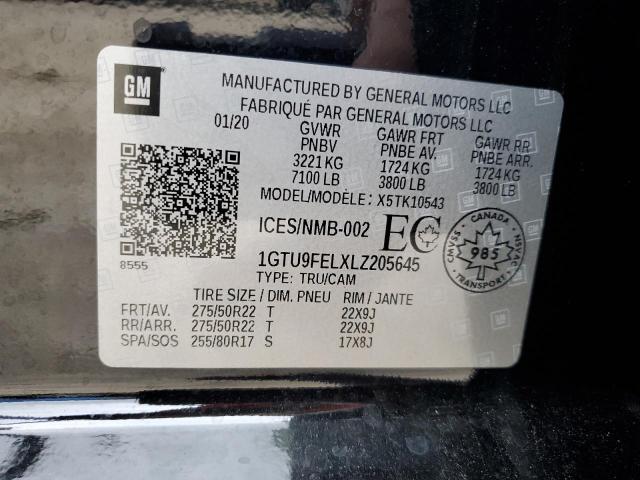 GM
MANUFACTURED BY GENERAL MOTORS LLC
FABRIQUÉ PAR GENERAL MOTORS LLC
01/20 GVWR GAWR FRT GAWR RR
PNBV PNBE AV. PNBE ARR.
3221 KG 1724 KG 1724 KG
7100 LB 3800 LB 3800 LB
MODEL/MODÈLE: X5TK10543
ICES/NMB-002 EC
CANADA
CMVSS 985 NSVAC
1GTU9FELXLZ205645
8555
TYPE: TRU/CAM
TIRE SIZE / DIM. PNEU RIM / JANTE
FRT/AV. 275/50R22 T 22X9J
RR/ARR. 275/50R22 T 22X9J
SPA/SOS 255/80R17 S 17X8J